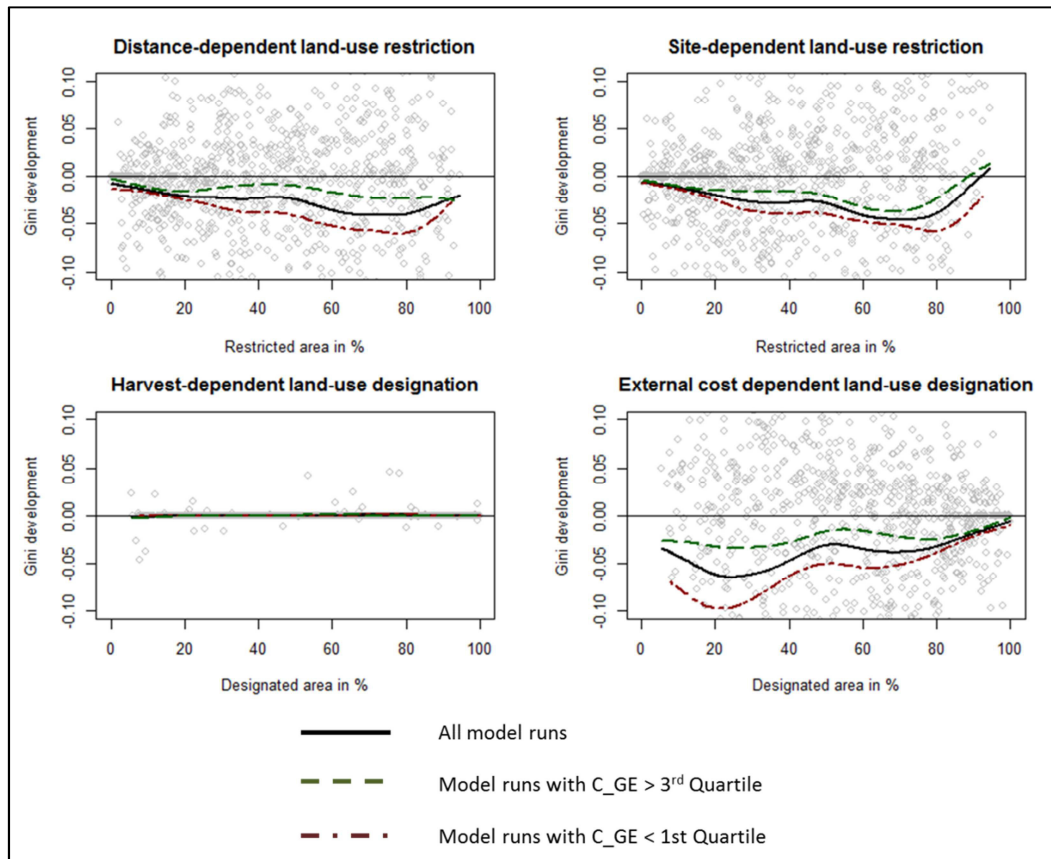 Distance-dependent land-use restriction
Gini development
0.10
0.05
0.00
-0.05
-0.10
0 20 40 60 80 100
Restricted area in %
Site-dependent land-use restriction
Gini development
0.10
0.05
0.00
-0.05
-0.10
0 20 40 60 80 100
Restricted area in %
Harvest-dependent land-use designation
Gini development
0.10
0.05
0.00
-0.05
-0.10
0 20 40 60 80 100
Designated area in %
External cost dependent land-use designation
Gini development
0.10
0.05
0.00
-0.05
-0.10
0 20 40 60 80 100
Designated area in %
All model runs
Model runs with C_GE > 3rd Quartile
Model runs with C_GE < 1st Quartile